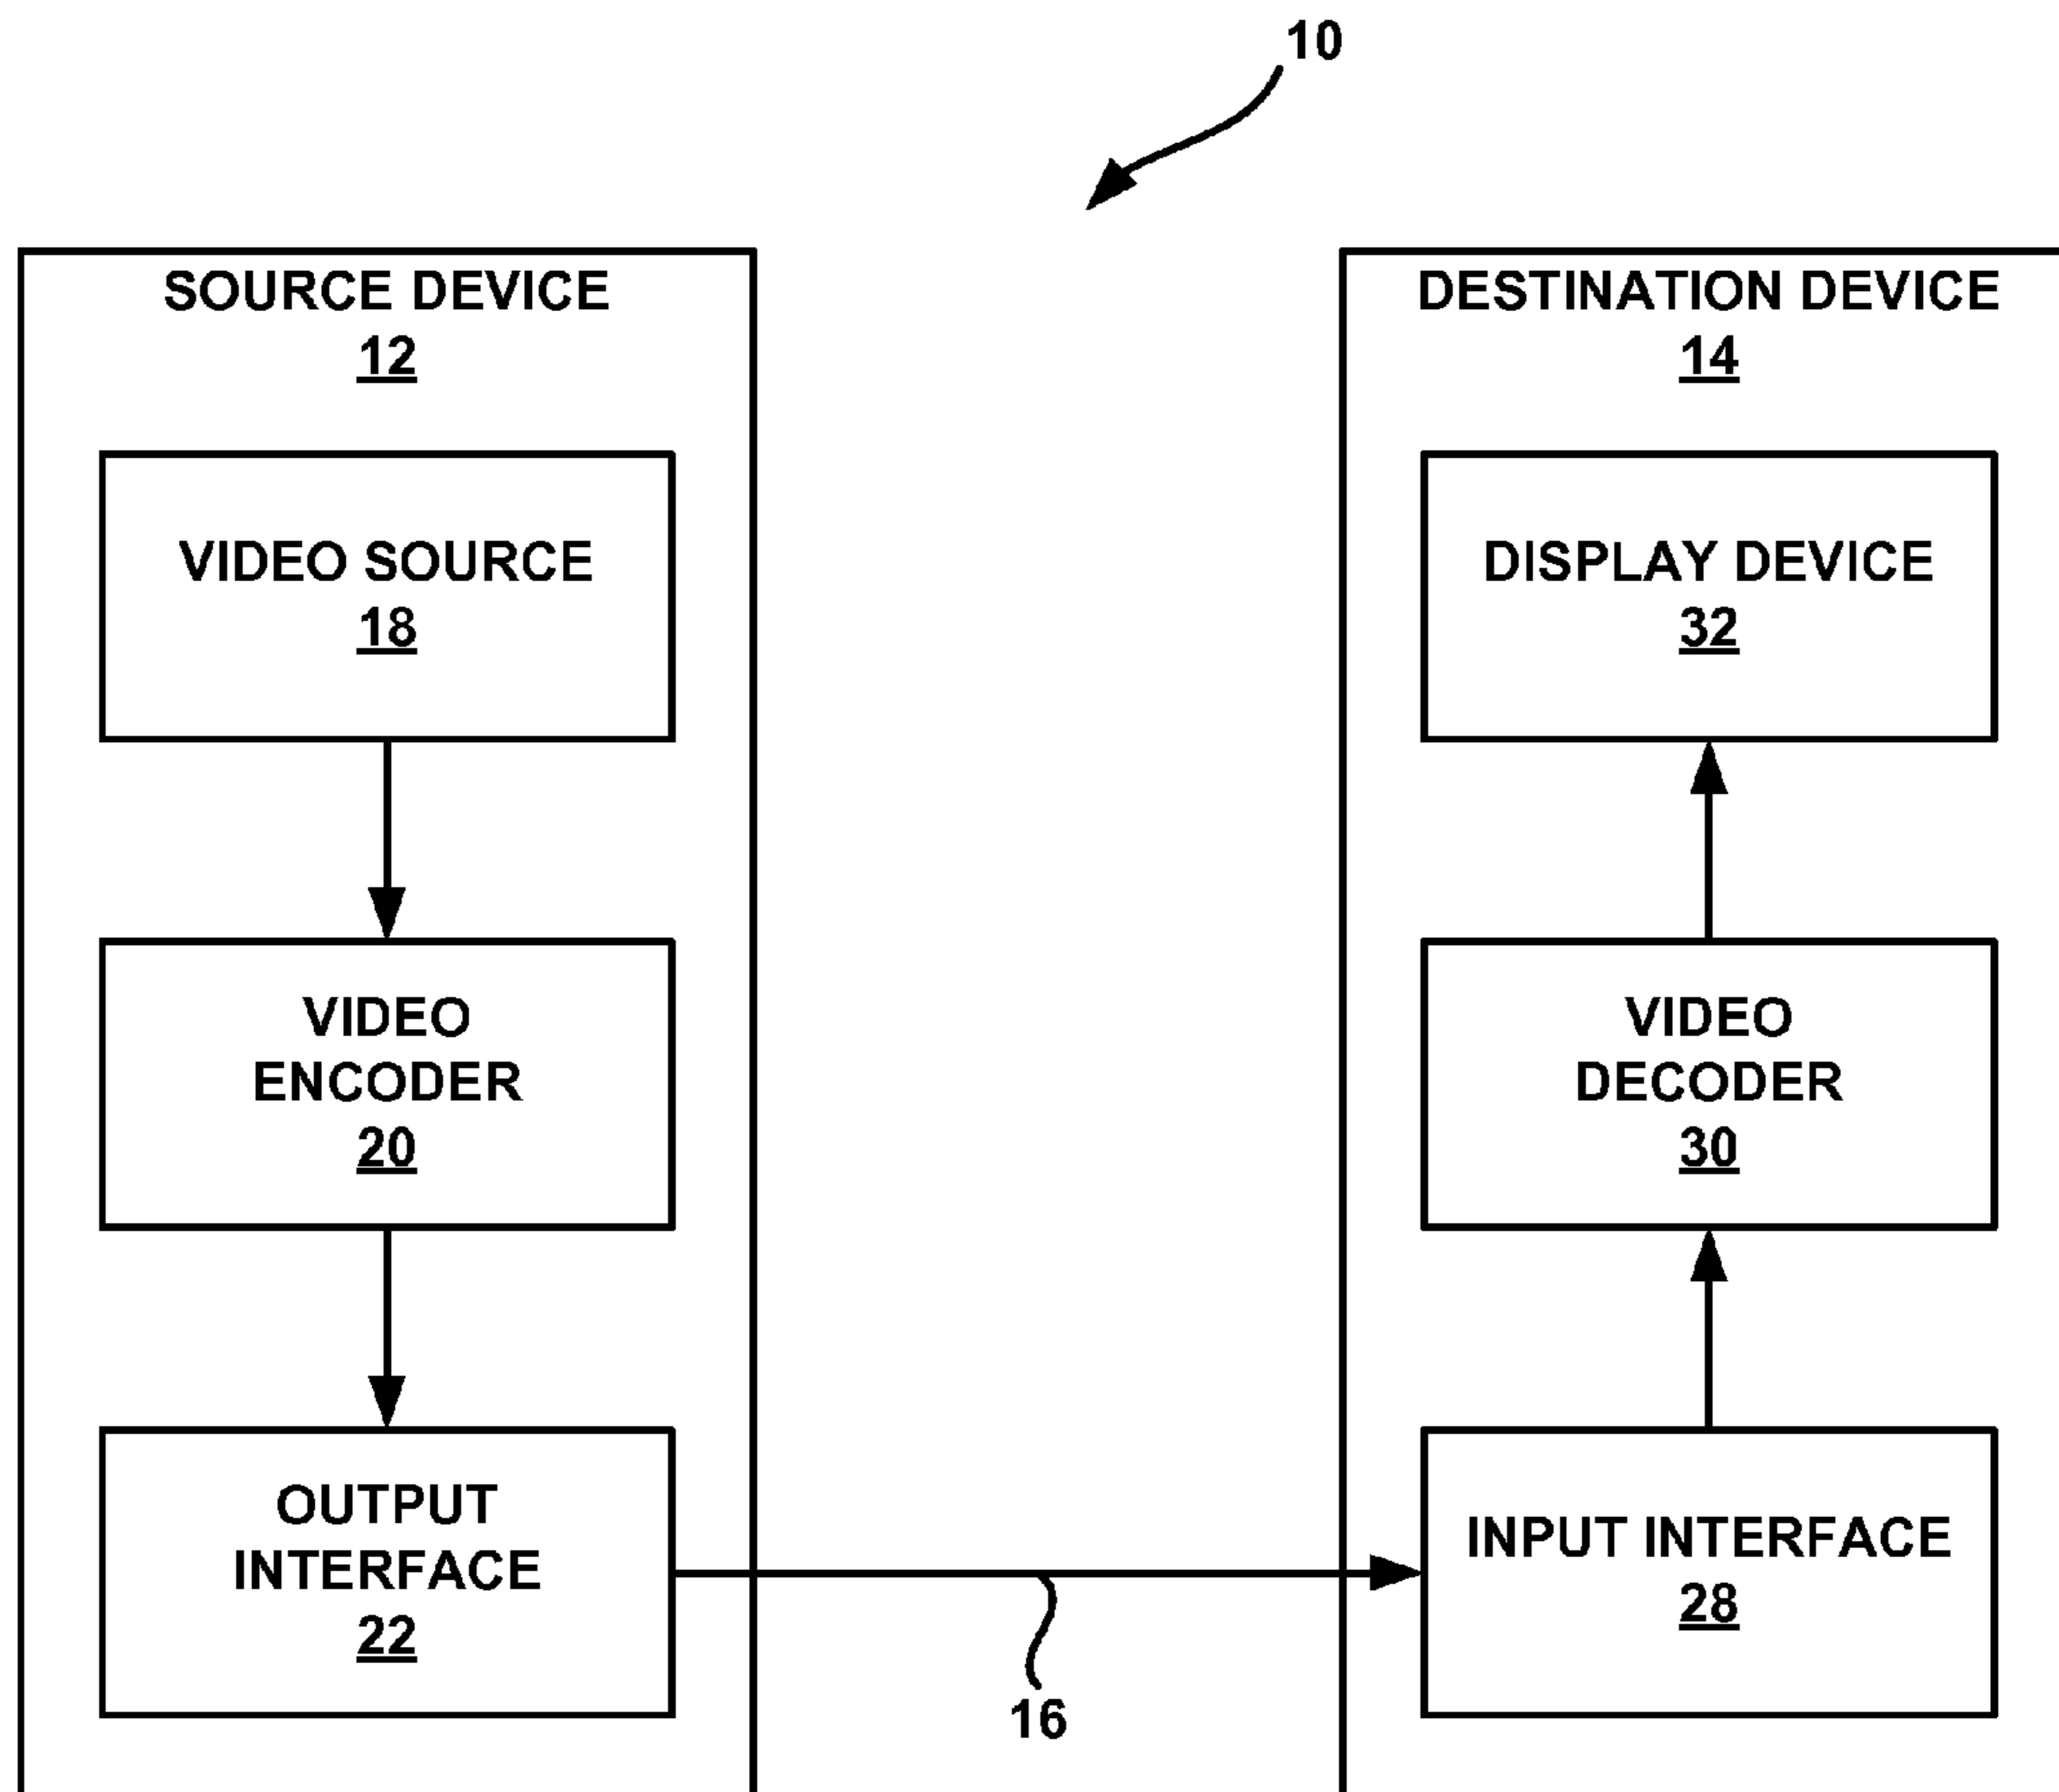 10
SOURCE DEVICE
12
VIDEO SOURCE
18
VIDEO
ENCODER
20
OUTPUT
INTERFACE
22
16
DESTINATION DEVICE
14
DISPLAY DEVICE
32
VIDEO
DECODER
30
INPUT INTERFACE
28